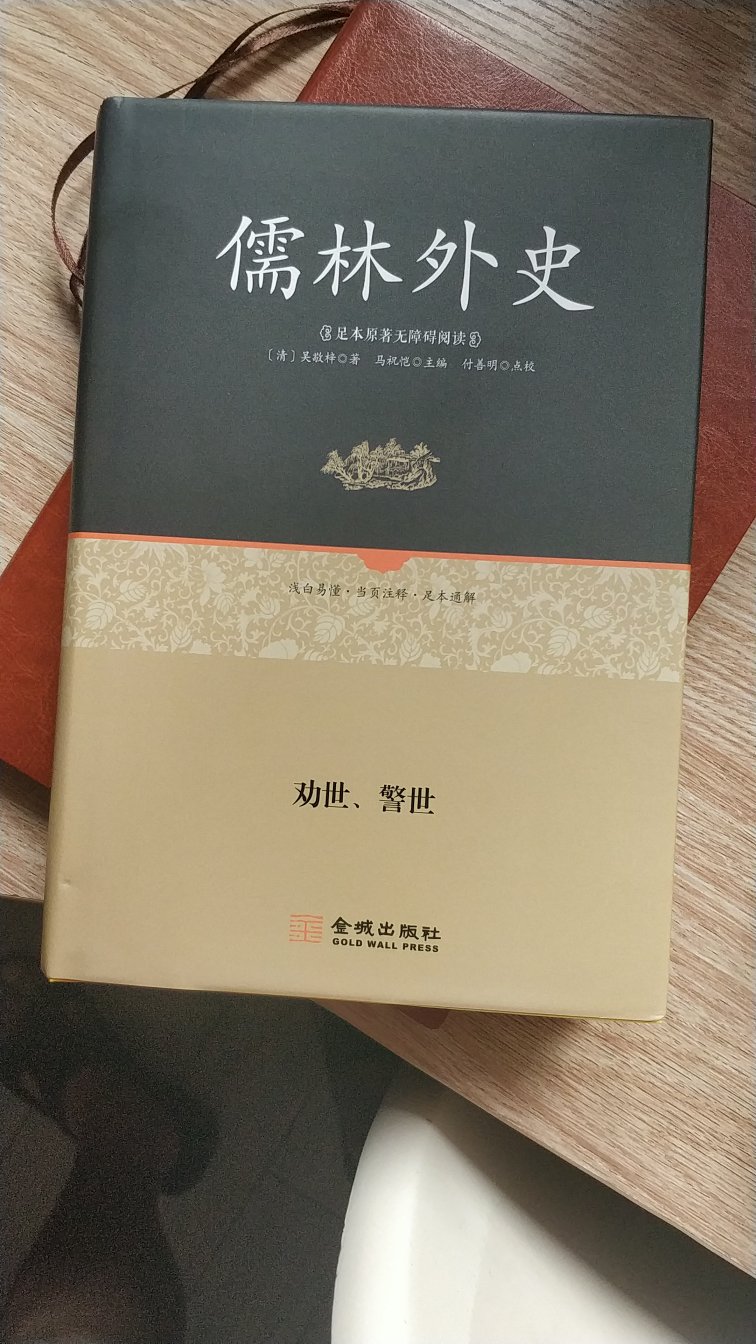 儒林外史
足本原著无障碍阅读
〔清〕吴敬梓◎著 马祝恺◎主编 付善明◎点校
浅白易懂·当页注释·足本通解
劝世、警世
金城出版社
GOLD WALL PRESS